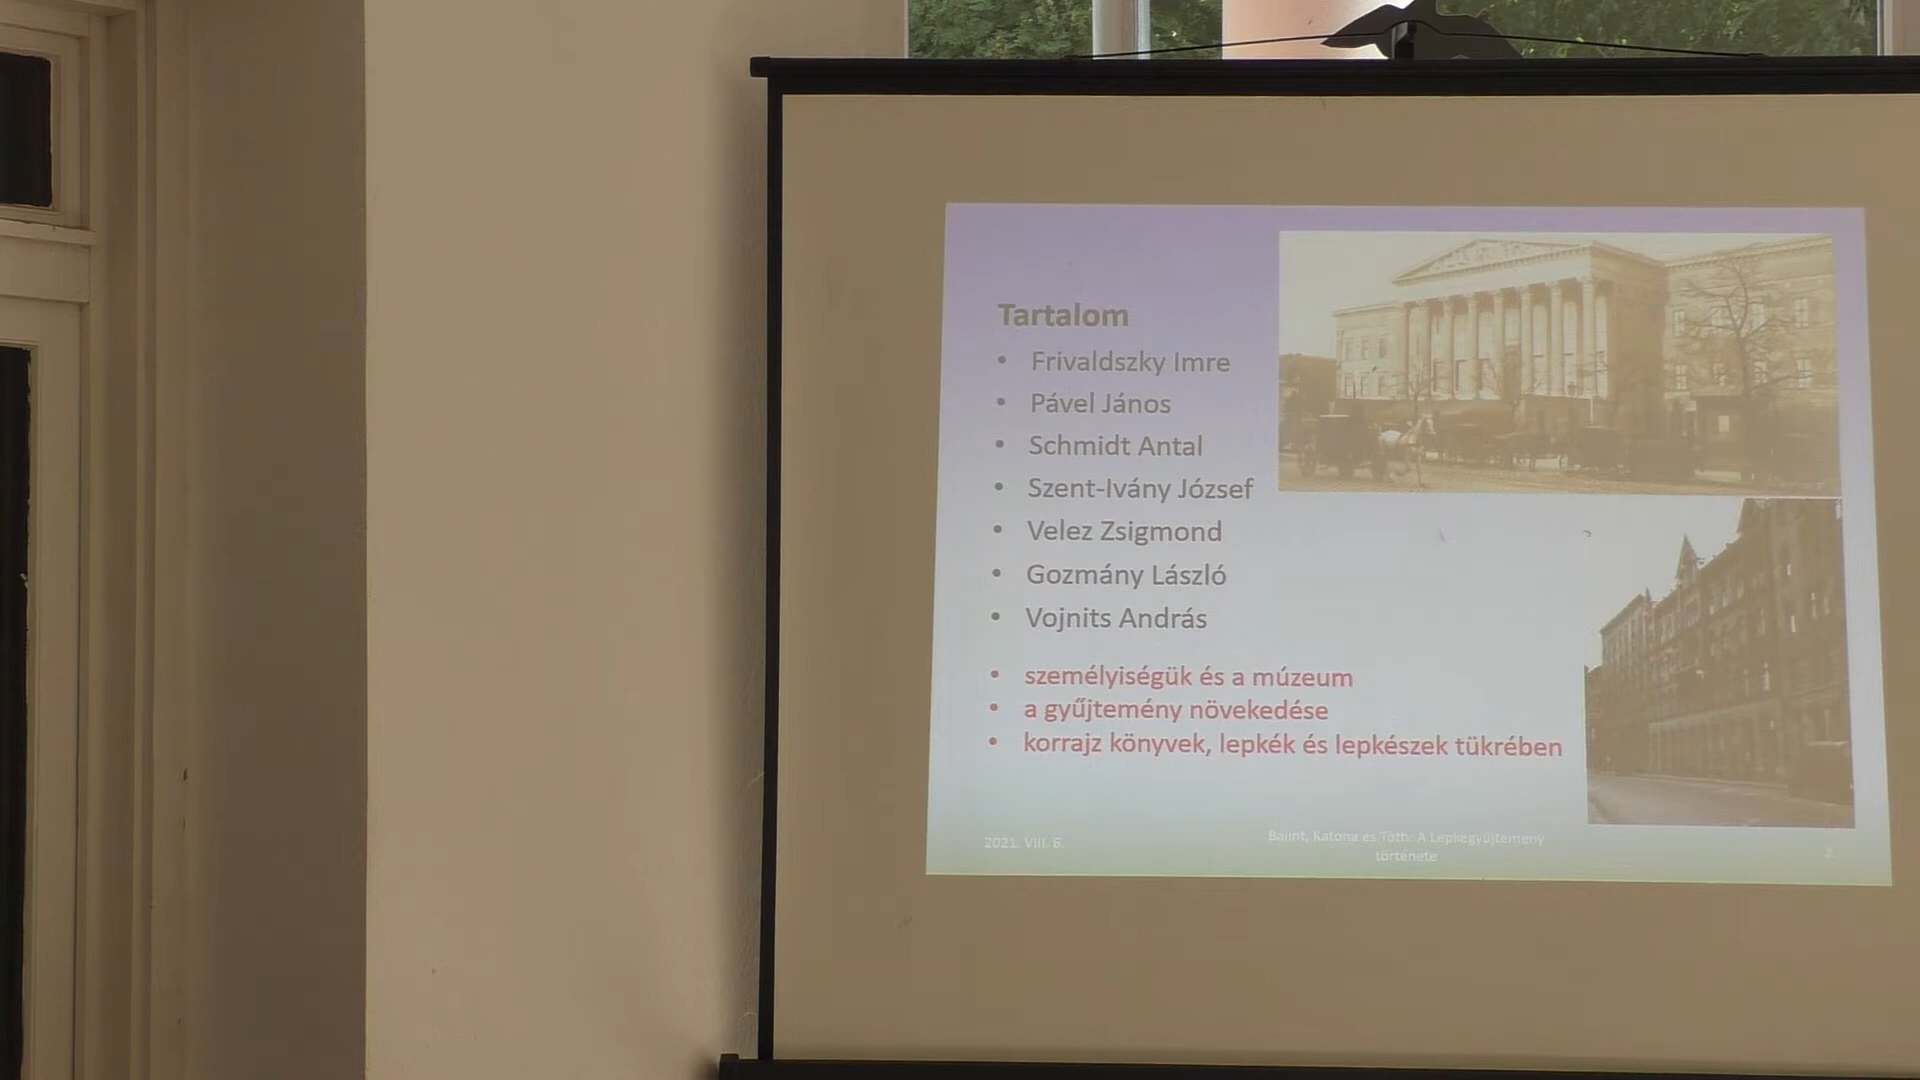 Tartalom
• Frivaldszky Imre
• Pável János
• Schmidt Antal
• Szent-Ivány József
• Velez Zsigmond
• Gozmány László
• Vojnits András
• személyiségük és a múzeum
• a gyűjtemény növekedése
• korrajz könyvek, lepkék és lepkészek tükrében
2021. VIII. 6.
Bálint, Katona és Tóth: A Lepkegyűjtemény
története
2